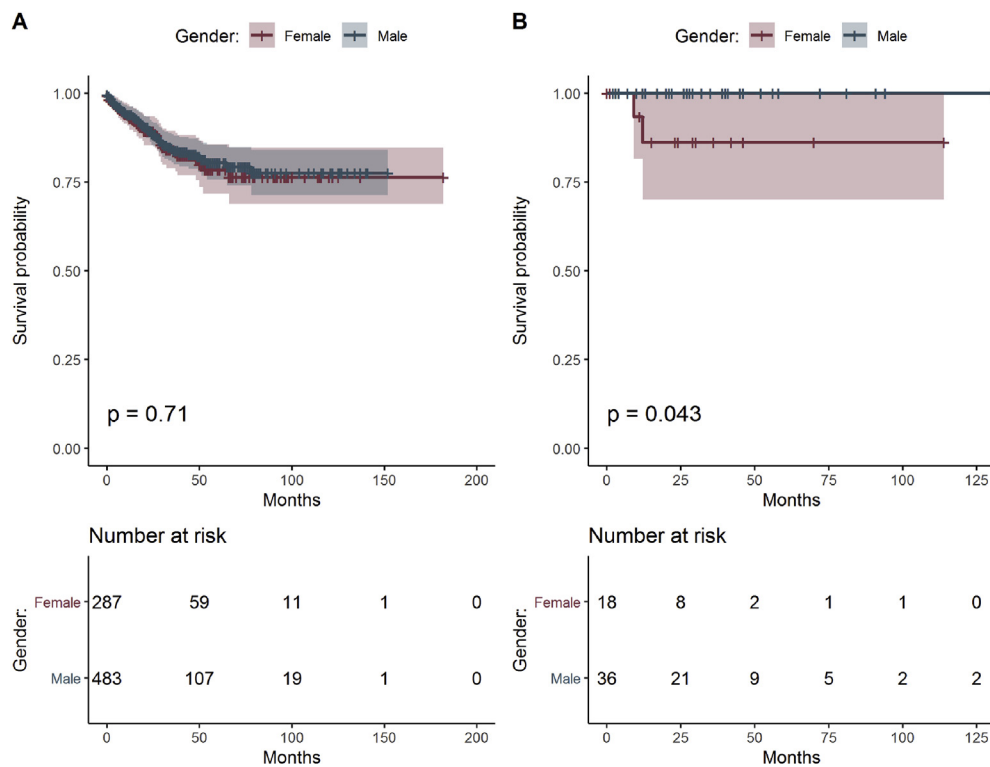 A
Gender: Female Male
Survival probability
1.00
0.75
0.50
0.25
0.00
p = 0.71
0 50 100 150 200
Months
Number at risk
Gender:
Female 287 59 11 1 0
Male 483 107 19 1 0
0 50 100 150 200
Months
B
Gender: Female Male
Survival probability
1.00
0.75
0.50
0.25
0.00
p = 0.043
0 25 50 75 100 125
Months
Number at risk
Gender:
Female 18 8 2 1 1 0
Male 36 21 9 5 2 2
0 25 50 75 100 125
Months